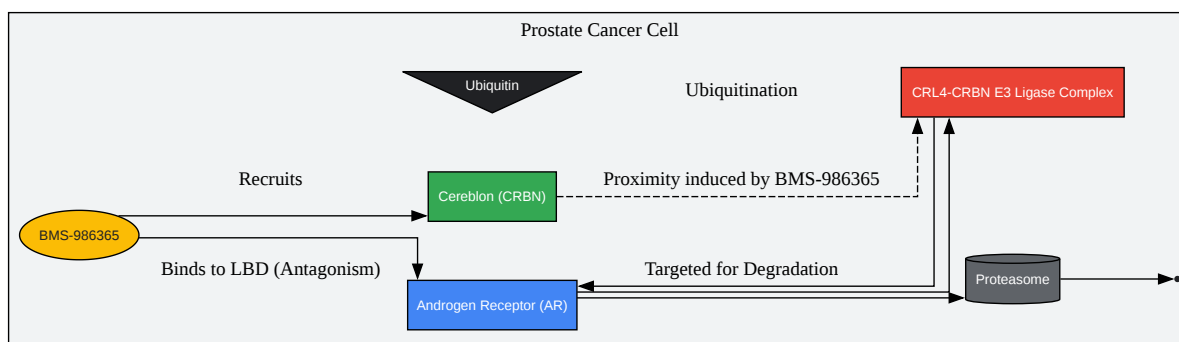 Prostate Cancer Cell
Ubiquitin
Ubiquitination
CRL4-CRBN E3 Ligase Complex
Recruits
Cereblon (CRBN)
Proximity induced by BMS-986365
BMS-986365
Binds to LBD (Antagonism)
Targeted for Degradation
Proteasome
Androgen Receptor (AR)